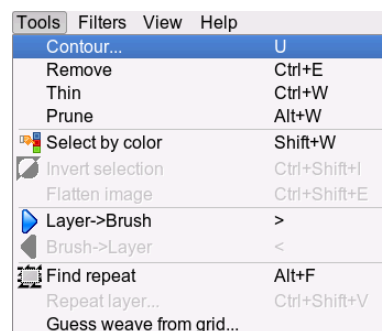 Tools Filters View Help
Contour... U
Remove Ctrl+E
Thin Ctrl+W
Prune Alt+W
Select by color Shift+W
Invert selection Ctrl+Shift+I
Flatten image Ctrl+Shift+E
Layer->Brush >
Brush->Layer <
Find repeat Alt+F
Repeat layer... Ctrl+Shift+V
Guess weave from grid...